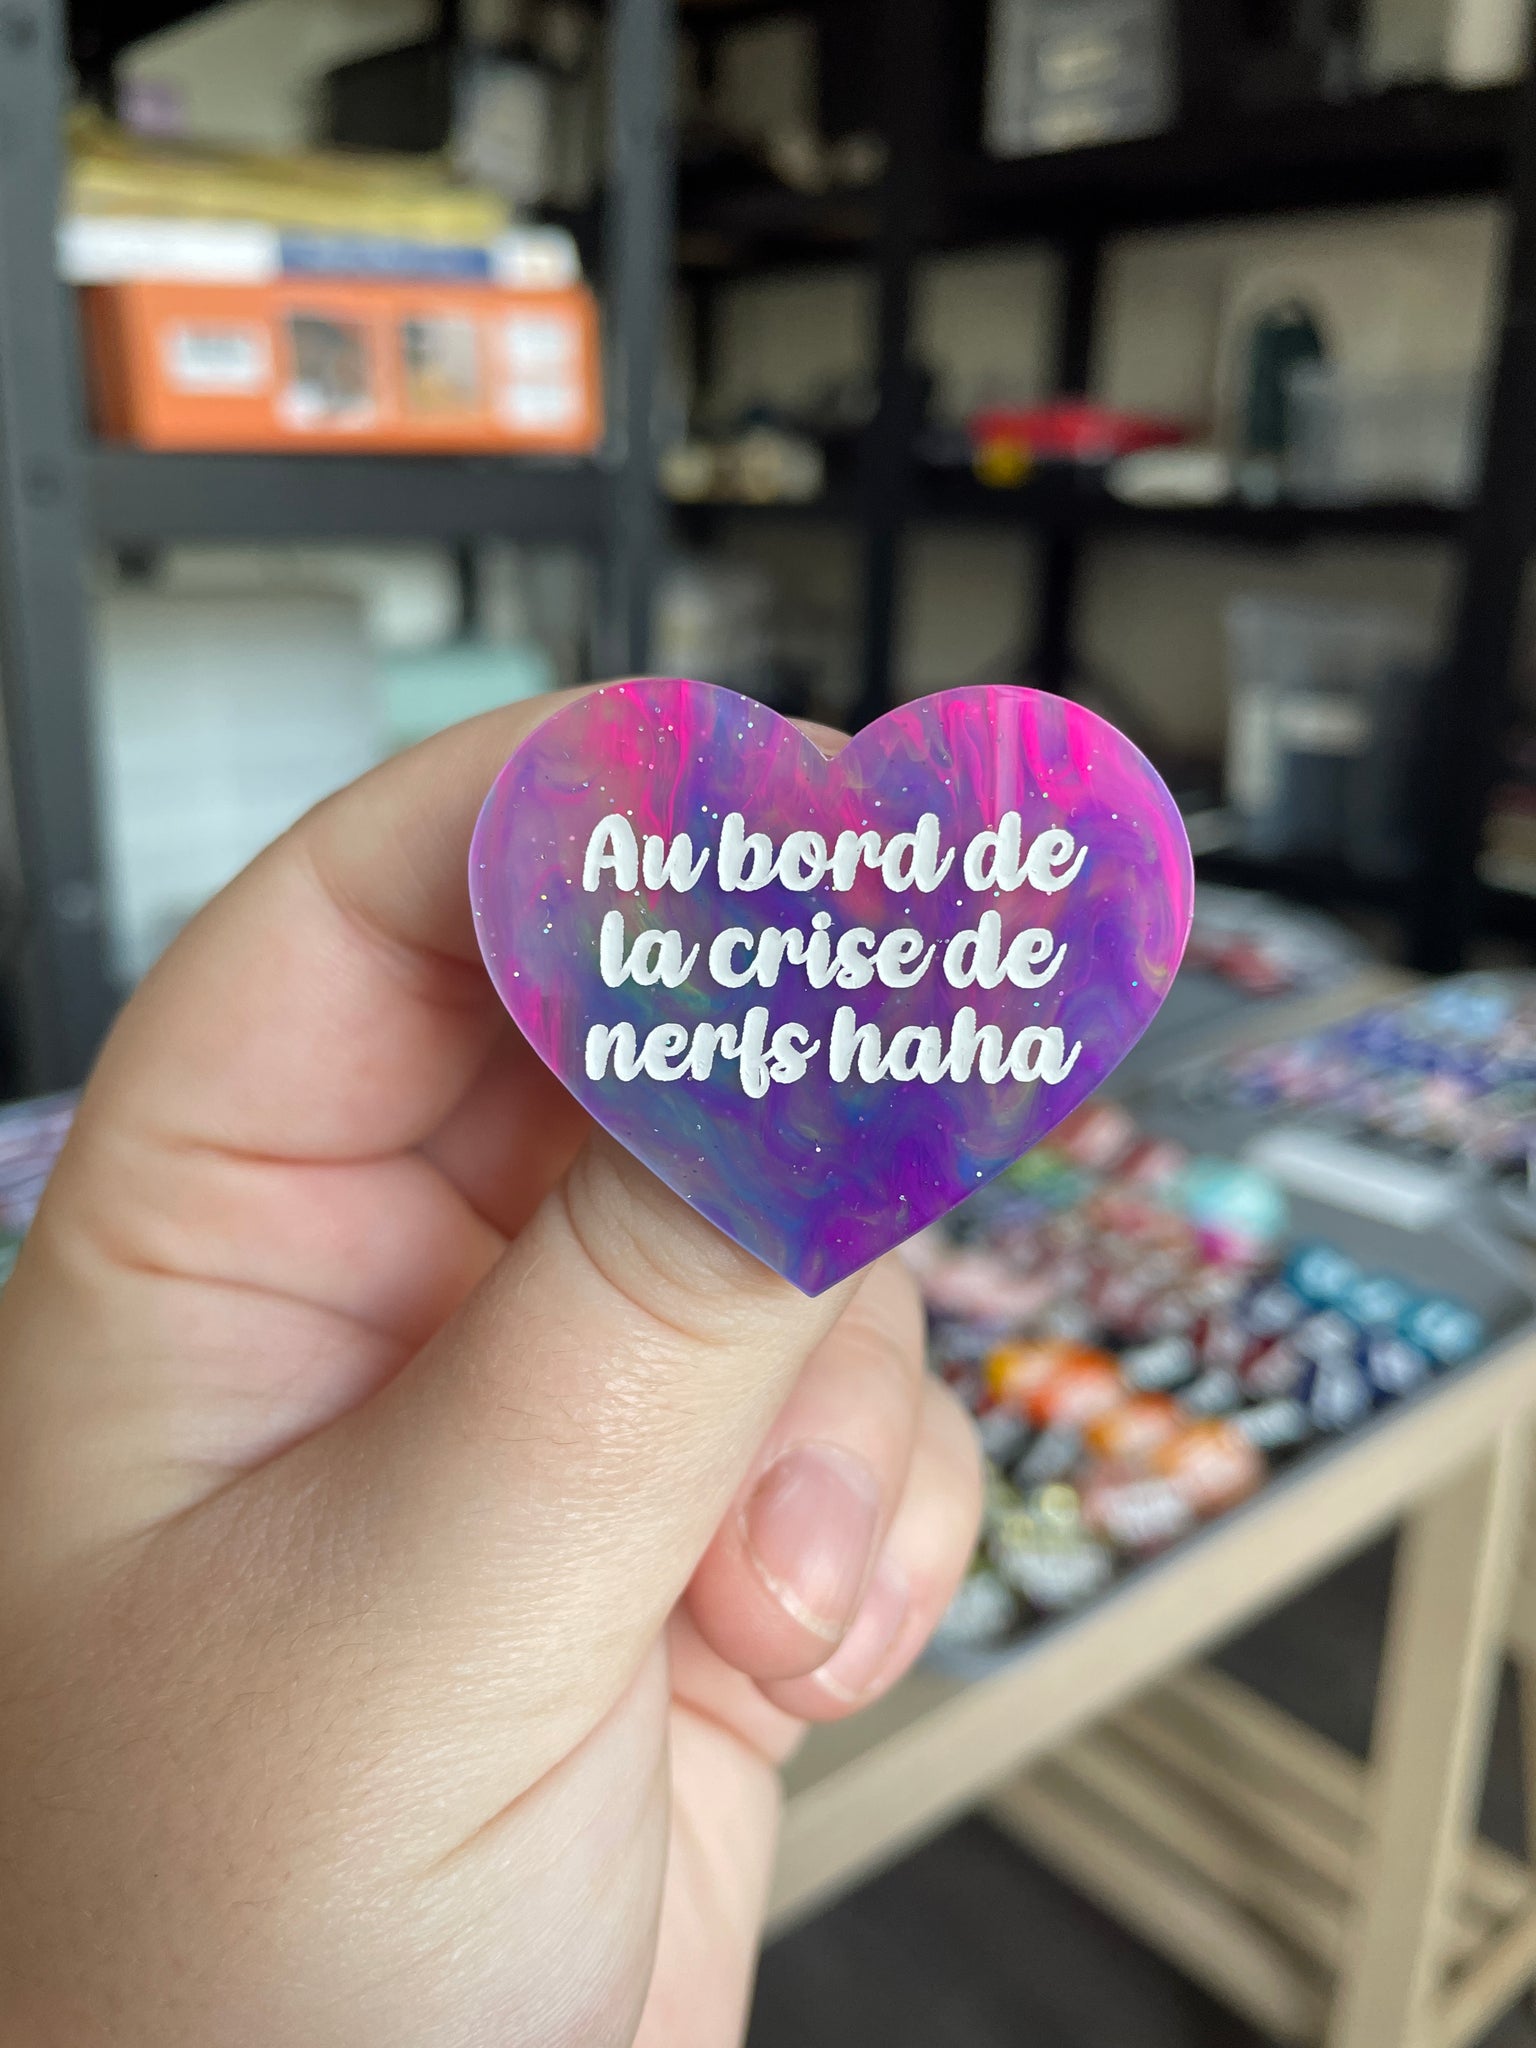 Au bord de
la crise de
nerfs haha